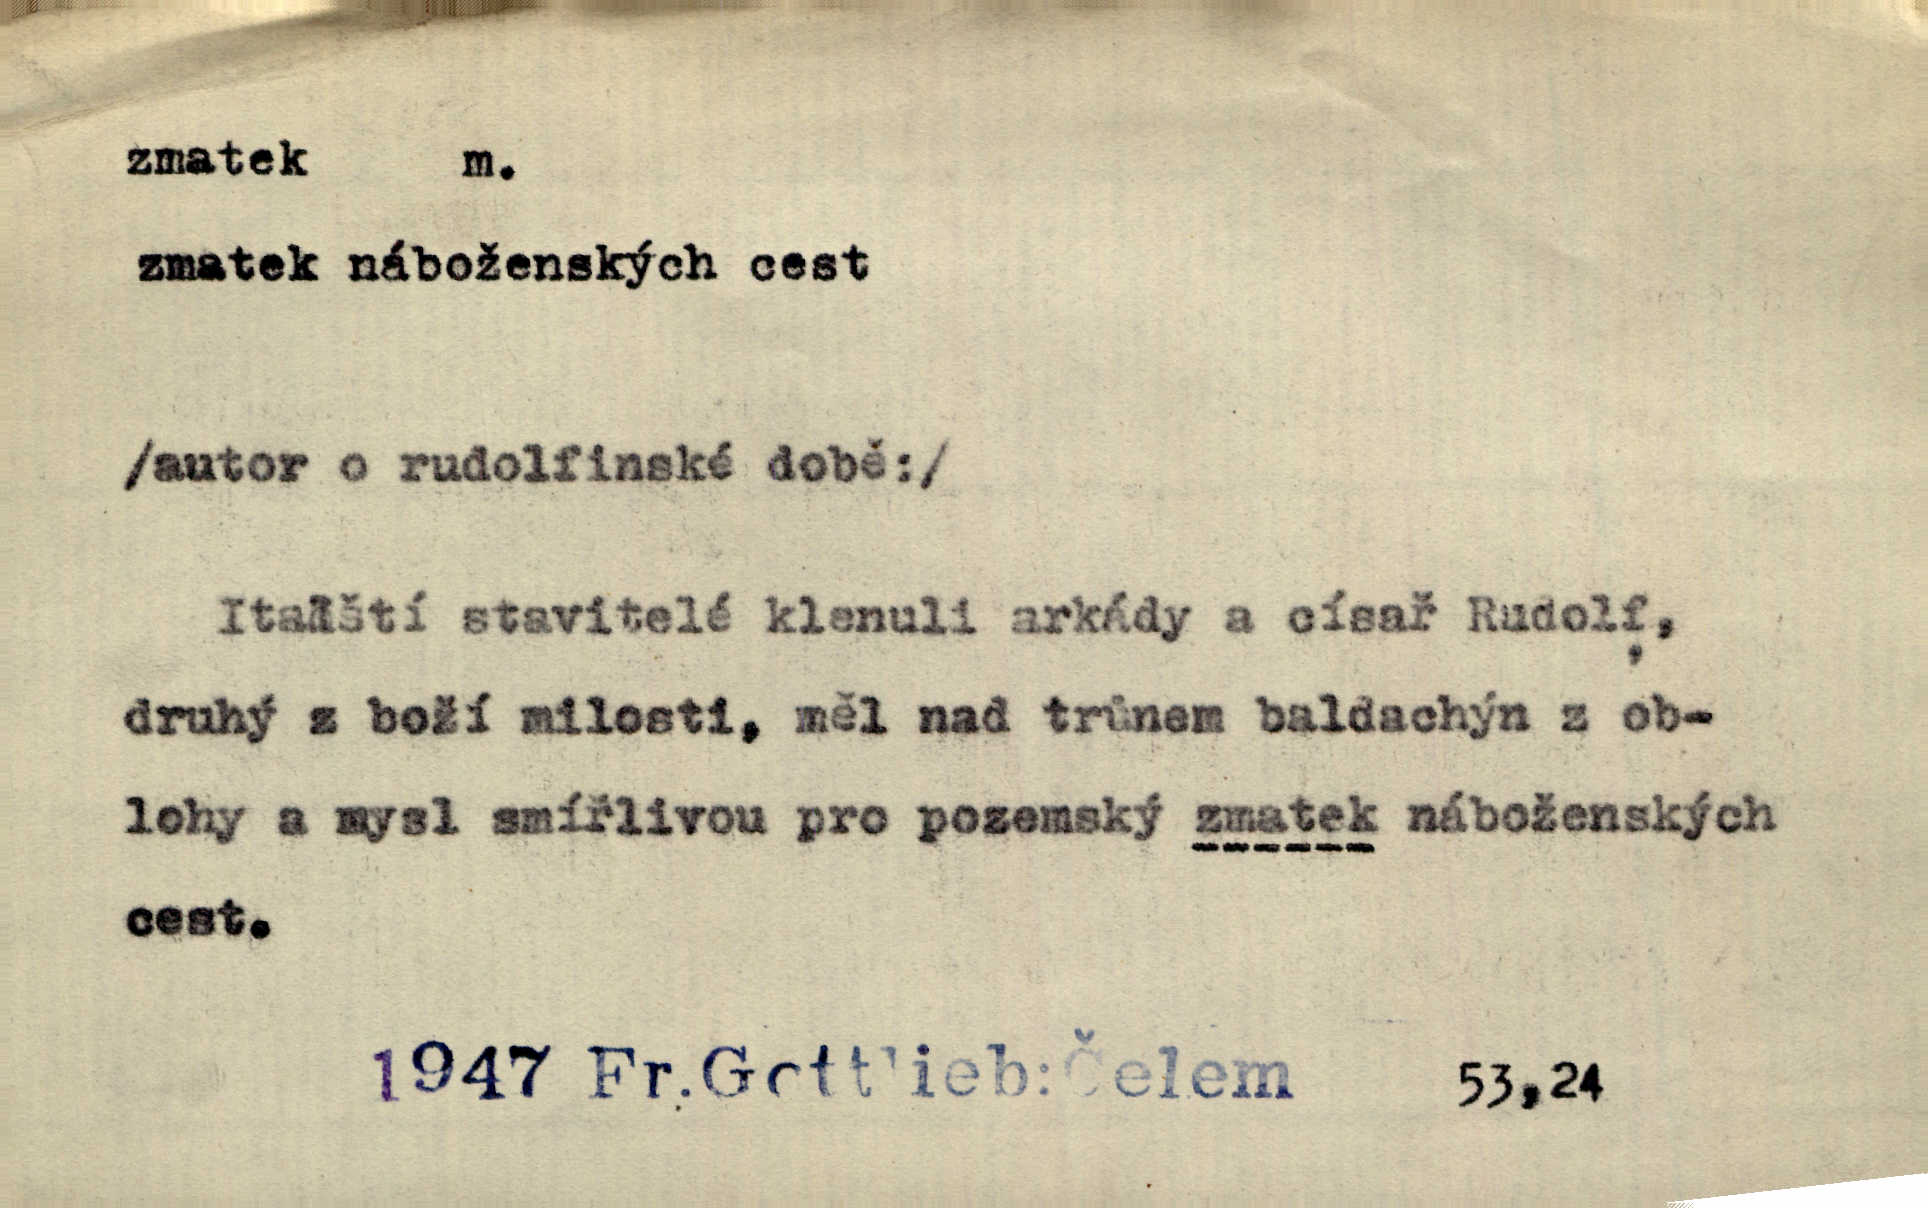 zmatek m.
zmatek náboženských cest
/autor o rudolfinské době:/
Italští stavitelé klenuli arkády a císař Rudolf,
druhý z boží milosti, měl nad trůnem baldachýn z ob-
lohy a mysl smířlivou pro pozemský zmatek náboženských
cest.
1947 Fr.Gottlieb:Čelem 53,24